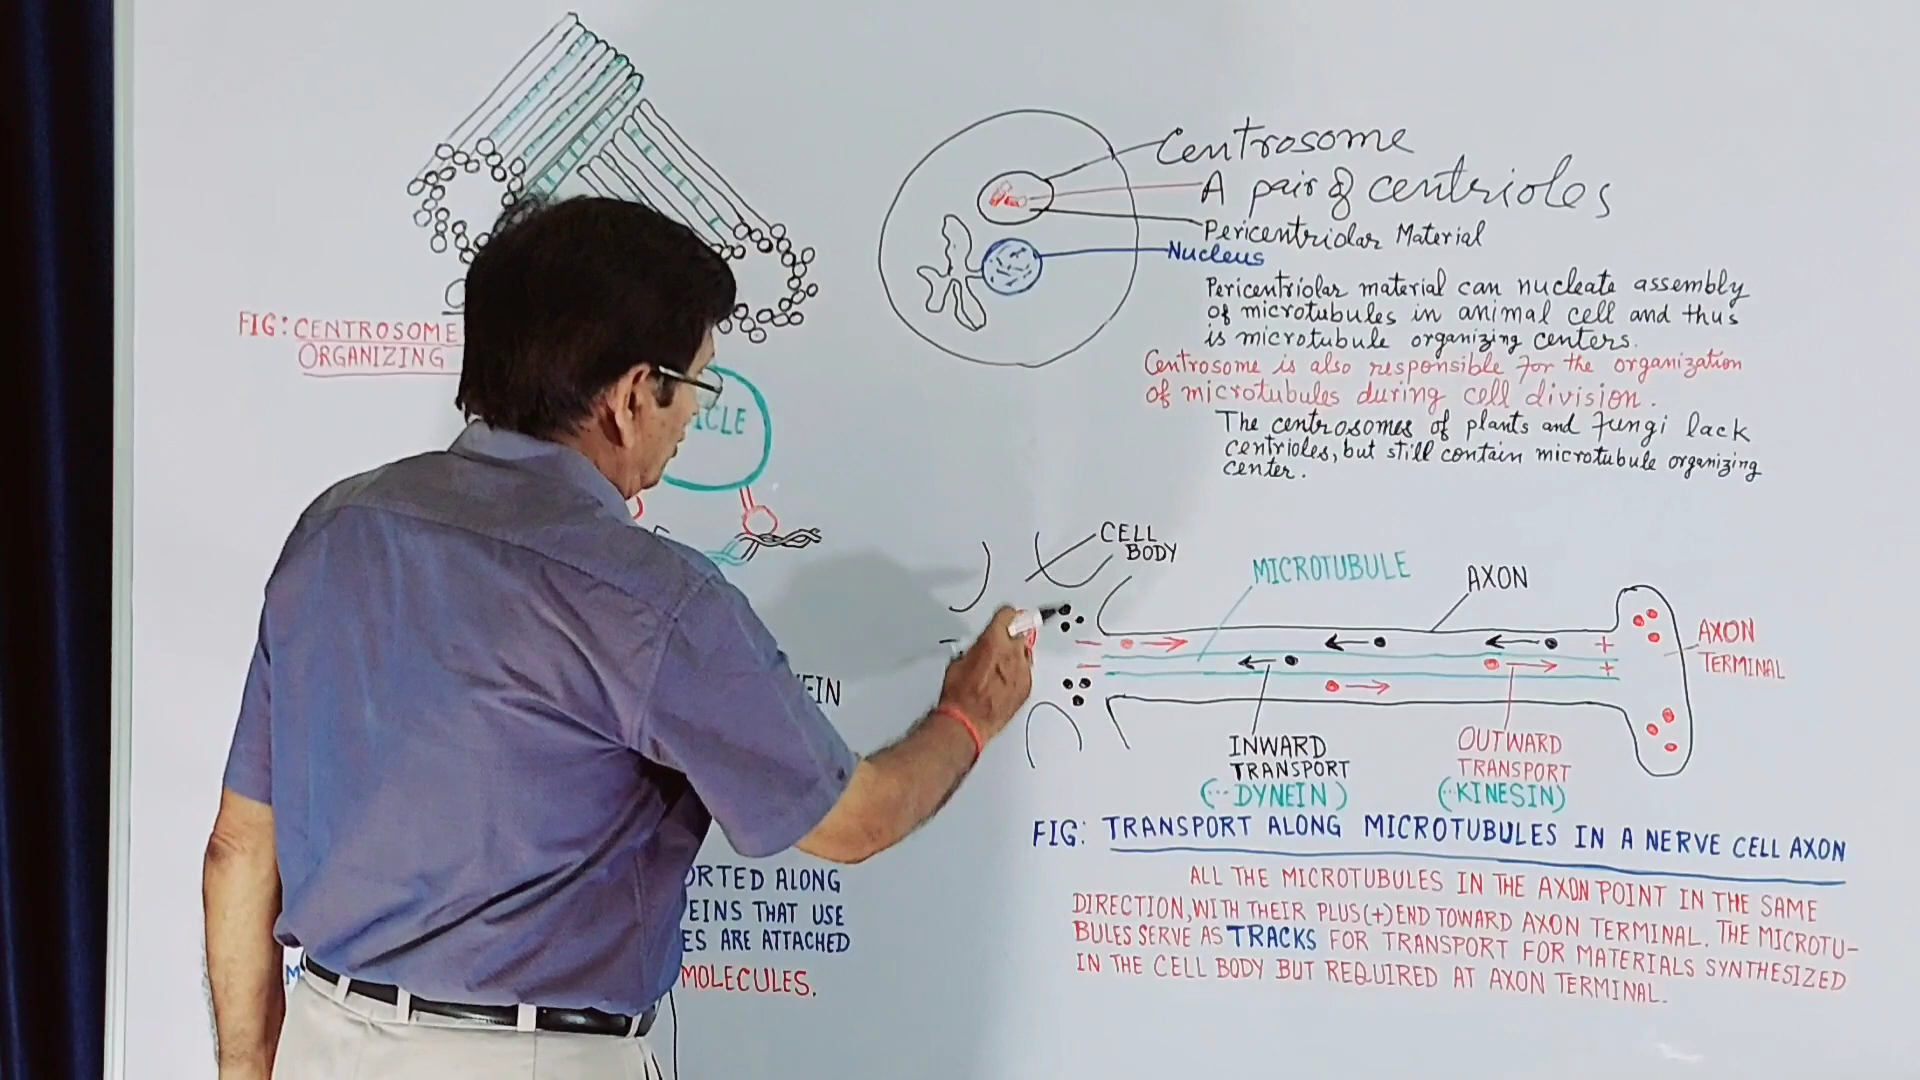 FIG: CENTROSOME
ORGANIZING
Centrosome
A pair of centrioles
Pericentriolar Material
Nucleus
Pericentriolar material can nucleate assembly
of microtubules in animal cell and thus
is microtubule organizing centers.
Centrosome is also responsible for the organization
of microtubules during cell division.
The centrosomes of plants and fungi lack
centrioles, but still contain microtubule organizing
center.
CELL
BODY
MICROTUBULE
AXON
AXON
TERMINAL
- + - +
INWARD
TRANSPORT
(∵ DYNEIN)
OUTWARD
TRANSPORT
(∵ KINESIN)
FIG: TRANSPORT ALONG MICROTUBULES IN A NERVE CELL AXON
ALL THE MICROTUBULES IN THE AXON POINT IN THE SAME
DIRECTION, WITH THEIR PLUS(+) END TOWARD AXON TERMINAL. THE MICROTU-
BULES SERVE AS TRACKS FOR TRANSPORT FOR MATERIALS SYNTHESIZED
IN THE CELL BODY BUT REQUIRED AT AXON TERMINAL.
ALONG
THAT USE
ARE ATTACHED
MOLECULES.